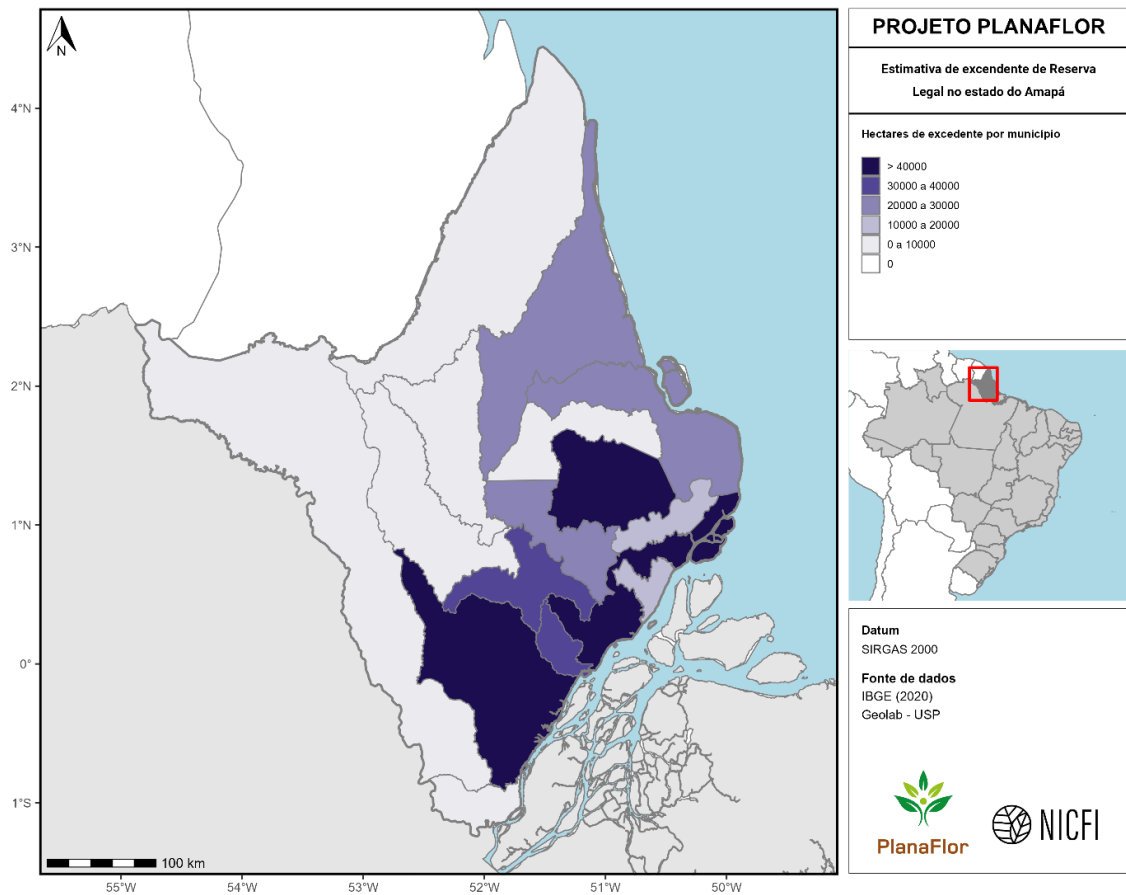 N
4°N
3°N
2°N
1°N
0°
1°S
100 km
55°W
54°W
53°W
52°W
51°W
50°W
PROJETO PLANAFLOR
Estimativa de excendente de Reserva
Legal no estado do Amapá
Hectares de excedente por município
> 40000
30000 a 40000
20000 a 30000
10000 a 20000
0 a 10000
0
Datum
SIRGAS 2000
Fonte de dados
IBGE (2020)
Geolab - USP
PlanaFlor
NICFI